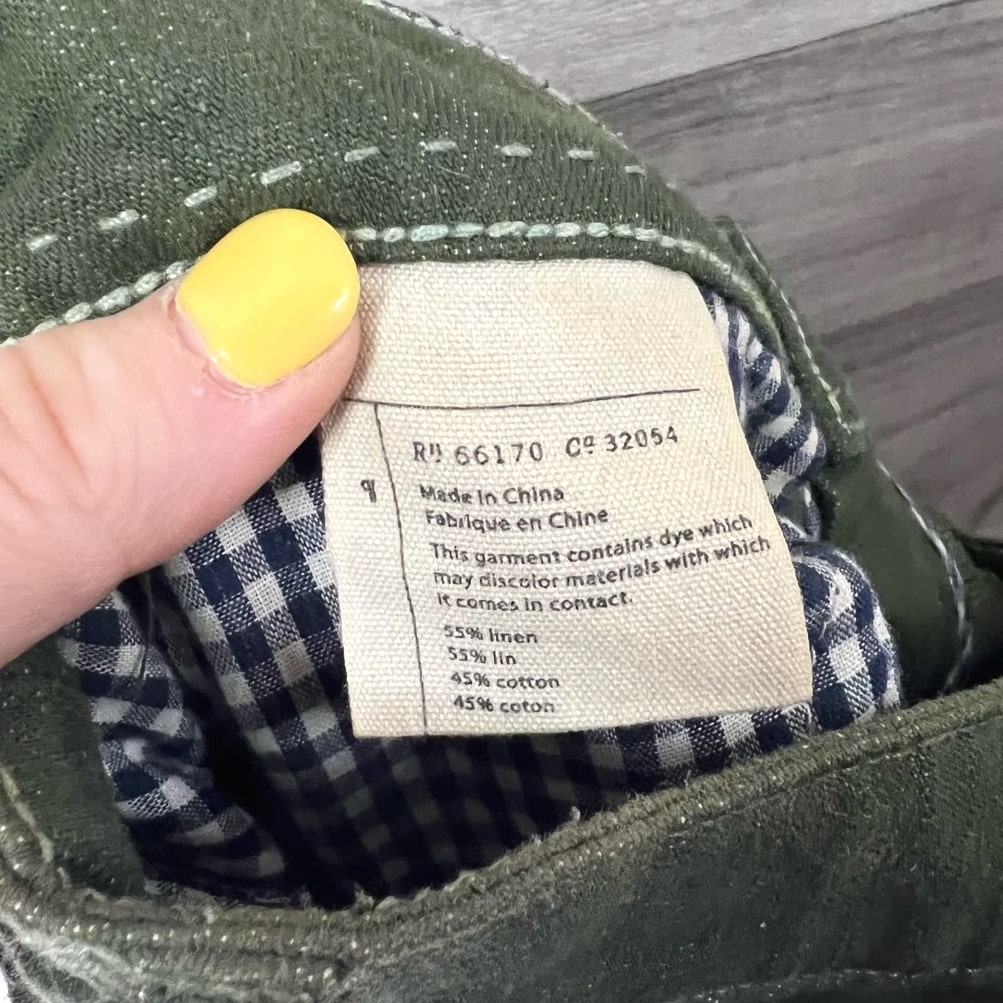 RN 66170 Ca 32054
Made in China
Fabrique en Chine
This garment contains dye which
may discolor materials with which
it comes in contact.
55% linen
55% lin
45% cotton
45% coton